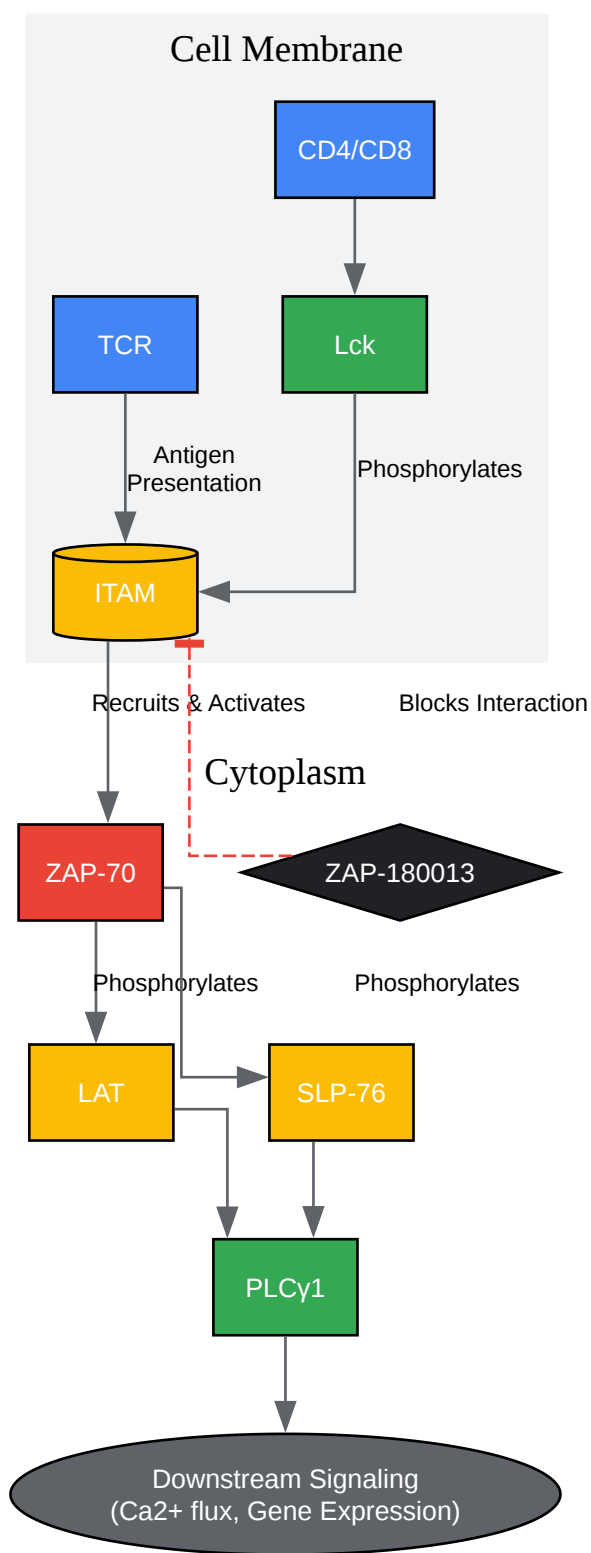 Cell Membrane
CD4/CD8
TCR
Lck
Antigen
Presentation
Phosphorylates
ITAM
Recruits & Activates
Blocks Interaction
Cytoplasm
ZAP-70
ZAP-180013
Phosphorylates
Phosphorylates
LAT
SLP-76
PLCγ1
Downstream Signaling
(Ca2+ flux, Gene Expression)